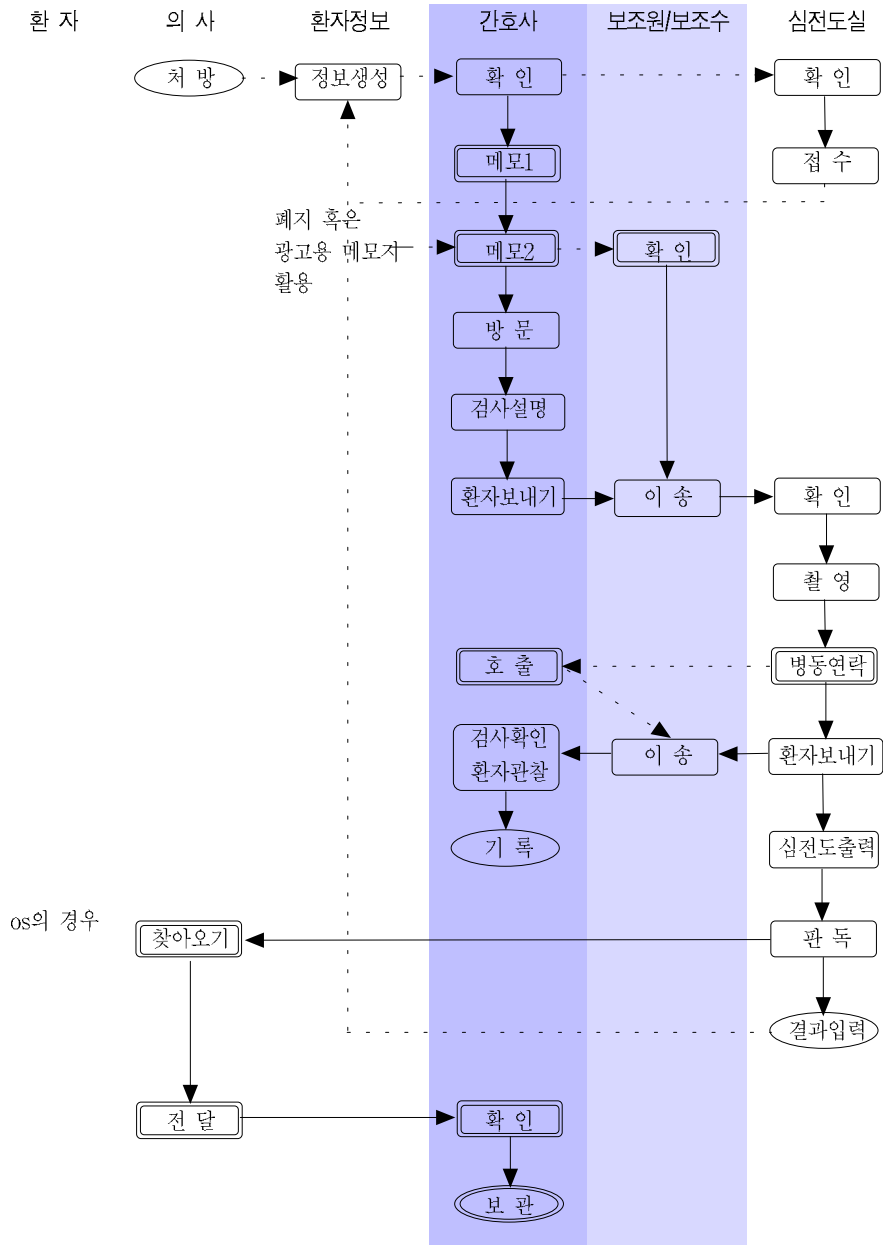 환 자 의 사 환자정보 간호사 보조원/보조수 심전도실
처 방 정보생성 확 인 확 인
메모1 접 수
폐지 혹은
광고용 메모지 메모2 확 인
활용
방 문
검사설명
환자보내기 이 송 확 인
촬 영
호 출 병동연락
검사확인
환자관찰 이 송 환자보내기
기 록 심전도출력
os의 경우 찾아오기 판 독
결과입력
전 달 확 인
보 관